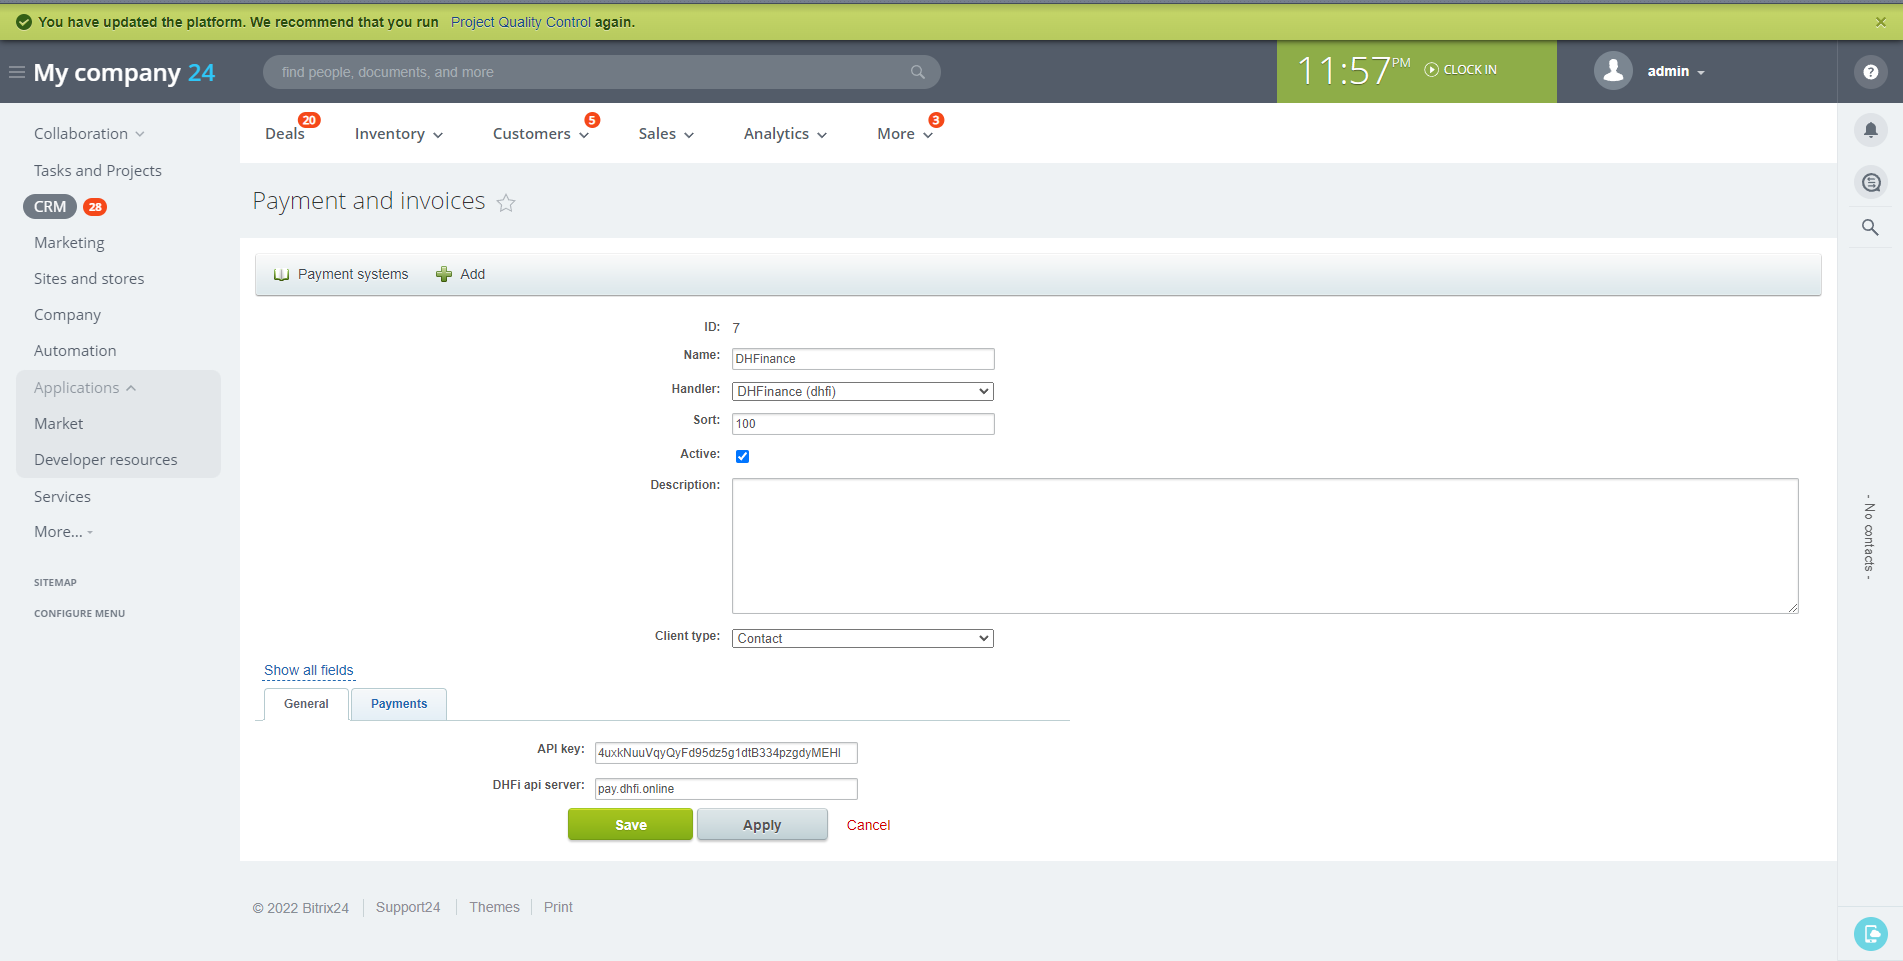 You have updated the platform. We recommend that you run Project Quality Control again.
My company 24
find people, documents, and more
11:57 PM CLOCK IN
admin
Collaboration
Tasks and Projects
CRM 28
Marketing
Sites and stores
Company
Automation
Applications
Market
Developer resources
Services
More...
SITEMAP
CONFIGURE MENU
Deals 20 Inventory Customers 5 Sales Analytics More 3
Payment and invoices
Payment systems Add
ID: 7
Name: DHFinance
Handler: DHFinance (dhfi)
Sort: 100
Active:
Description:
Client type: Contact
Show all fields
General Payments
API key: 4uxkNuuVqyQyFd95dz5g1dtB334pzgdyMEHI
DHFi api server: pay.dhfi.online
Save Apply Cancel
© 2022 Bitrix24 Support24 Themes Print
- No contacts -